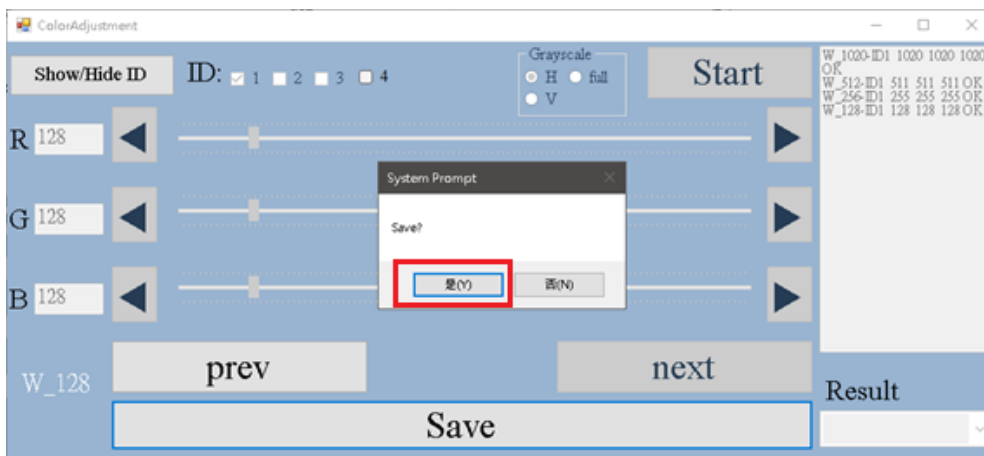 ColorAdjustment
Show/Hide ID
ID: 1 2 3 4
Grayscale
H full
V
Start
W_1020-ID1 1020 1020 1020
OK
W_512-ID1 511 511 511 OK
W_256-ID1 255 255 255 OK
W_128-ID1 128 128 128 OK
R 128
System Prompt
Save?
G 128
是(Y) 否(N)
B 128
prev next
W_128
Result
Save